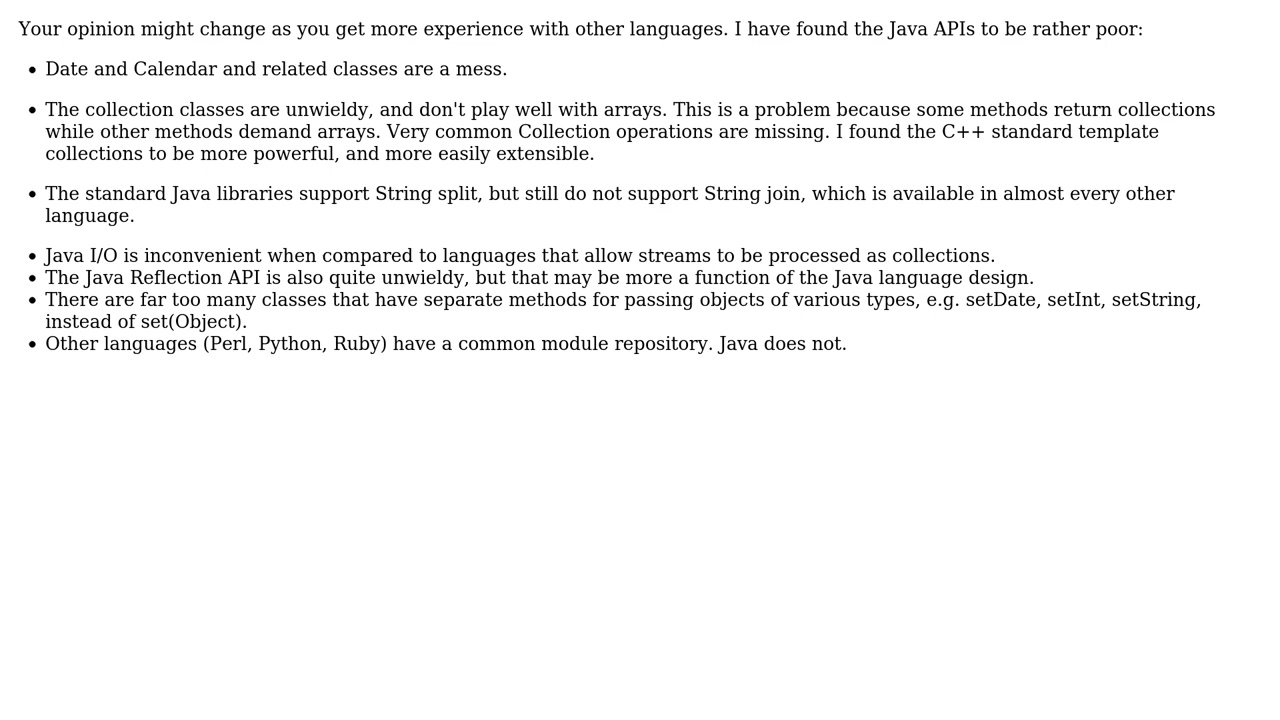 Your opinion might change as you get more experience with other languages. I have found the Java APIs to be rather poor:
• Date and Calendar and related classes are a mess.
• The collection classes are unwieldy, and don't play well with arrays. This is a problem because some methods return collections
while other methods demand arrays. Very common Collection operations are missing. I found the C++ standard template
collections to be more powerful, and more easily extensible.
• The standard Java libraries support String split, but still do not support String join, which is available in almost every other
language.
• Java I/O is inconvenient when compared to languages that allow streams to be processed as collections.
• The Java Reflection API is also quite unwieldy, but that may be more a function of the Java language design.
• There are far too many classes that have separate methods for passing objects of various types, e.g. setDate, setInt, setString,
instead of set(Object).
• Other languages (Perl, Python, Ruby) have a common module repository. Java does not.